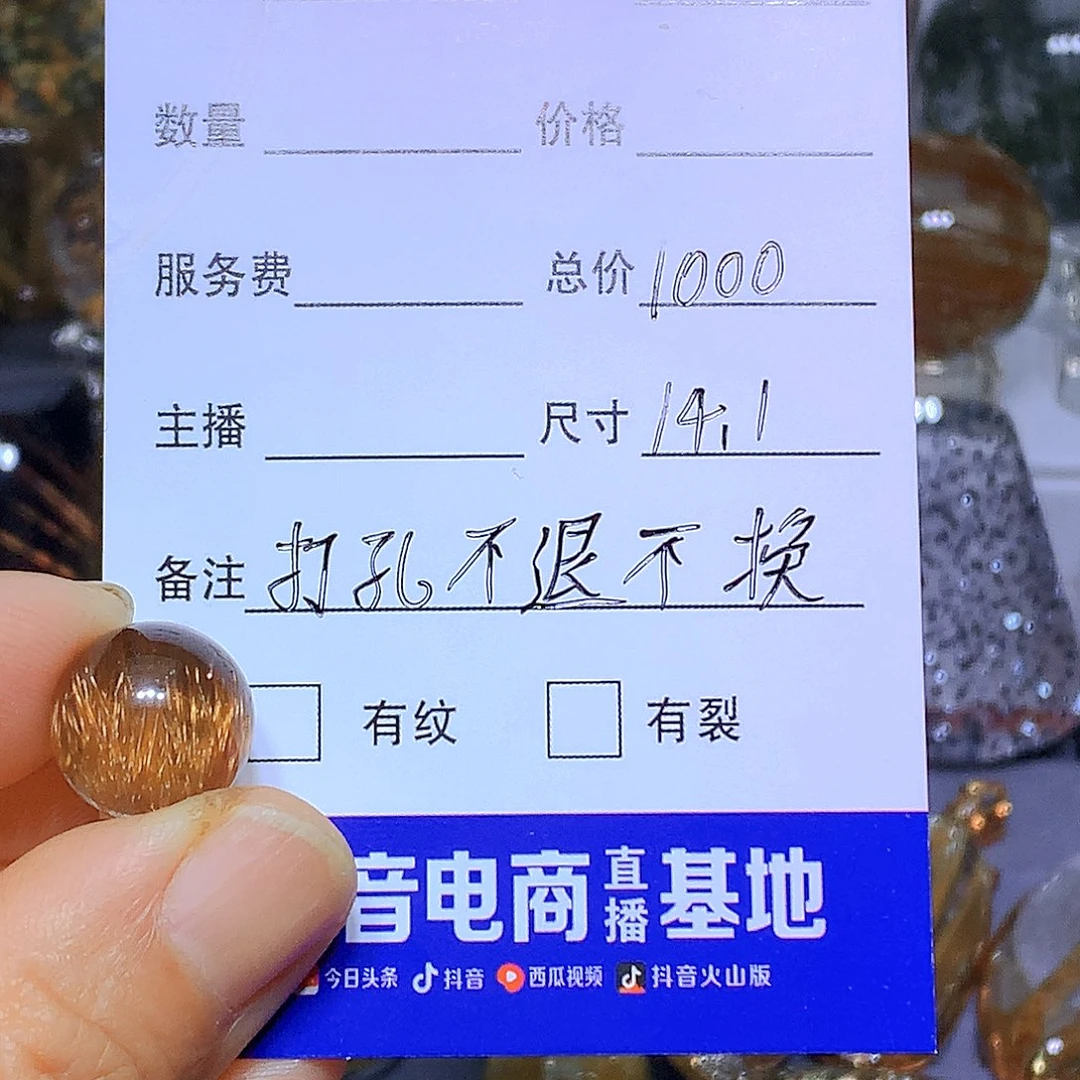 数量 价格
服务费 总价 1000
主播 尺寸 14.1
备注 打孔不退不换
有纹 有裂
音电商直播基地
今日头条 抖音 西瓜视频 抖音火山版